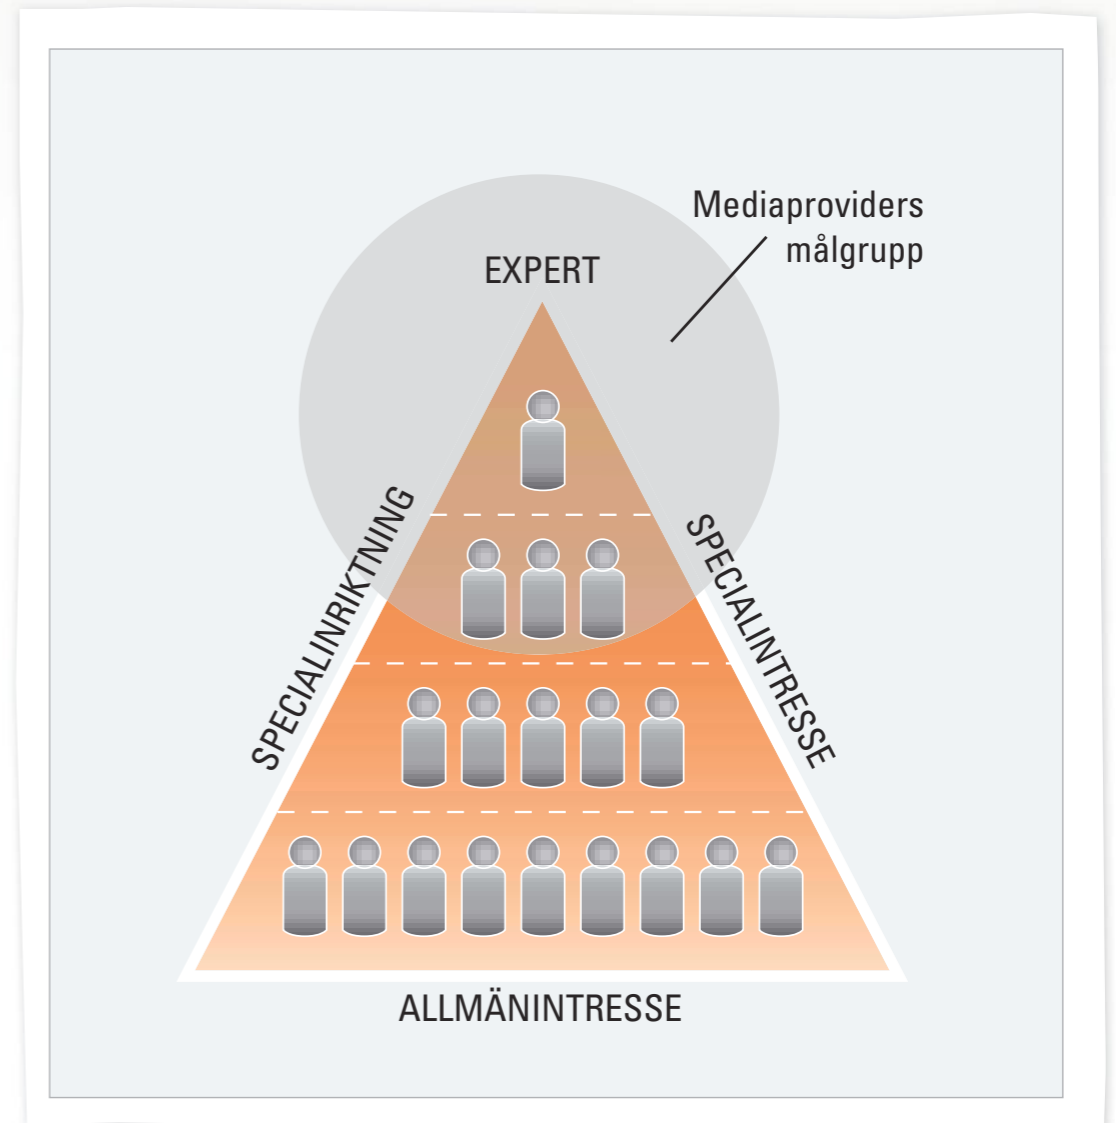 Mediaproviders
målgrupp
EXPERT
SPECIALINRIKTNING
SPECIALINTRESSE
ALLMÄNINTRESSE